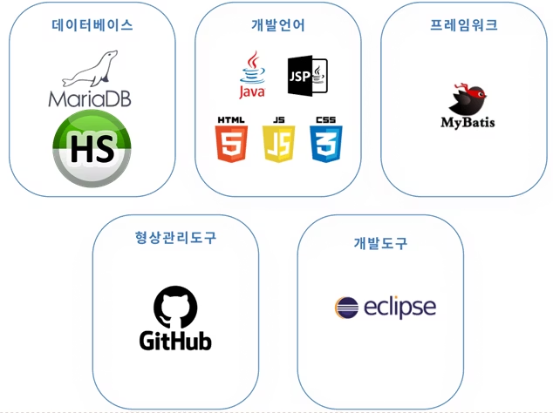 데이터베이스
MariaDB
HS
개발언어
Java
JSP
HTML
5
JS
JS
CSS
3
프레임워크
MyBatis
형상관리도구
GitHub
개발도구
eclipse